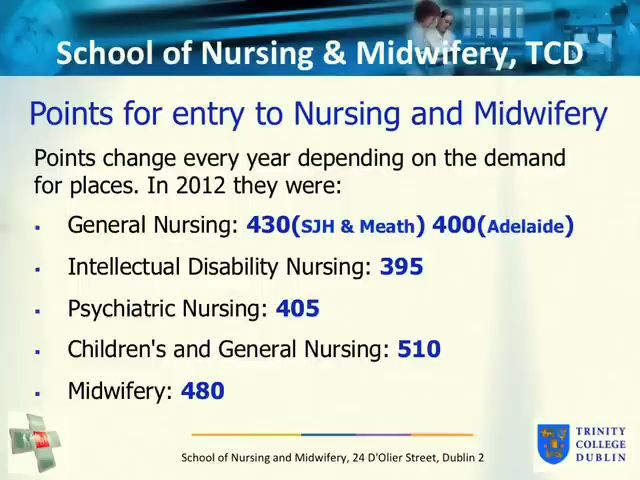 School of Nursing & Midwifery, TCD
Points for entry to Nursing and Midwifery
Points change every year depending on the demand
for places. In 2012 they were:
▪ General Nursing: 430(SJH & Meath) 400(Adelaide)
▪ Intellectual Disability Nursing: 395
▪ Psychiatric Nursing: 405
▪ Children's and General Nursing: 510
▪ Midwifery: 480
School of Nursing and Midwifery, 24 D'Olier Street, Dublin 2
TRINITY
COLLEGE
DUBLIN